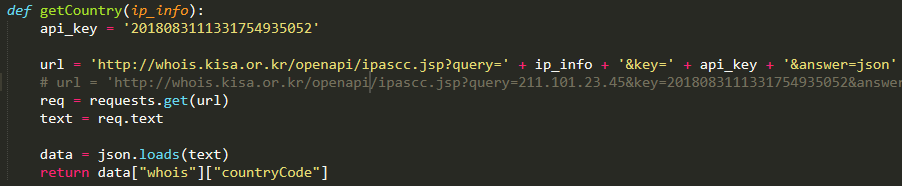 def getCountry(ip_info):
    api_key = '2018083111331754935052'
    url = 'http://whois.kisa.or.kr/openapi/ipascc.jsp?query=' + ip_info + '&key=' + api_key + '&answer=json'
    # url = 'http://whois.kisa.or.kr/openapi/ipascc.jsp?query=211.101.23.45&key=2018083111331754935052&answer
    req = requests.get(url)
    text = req.text
    data = json.loads(text)
    return data["whois"]["countryCode"]